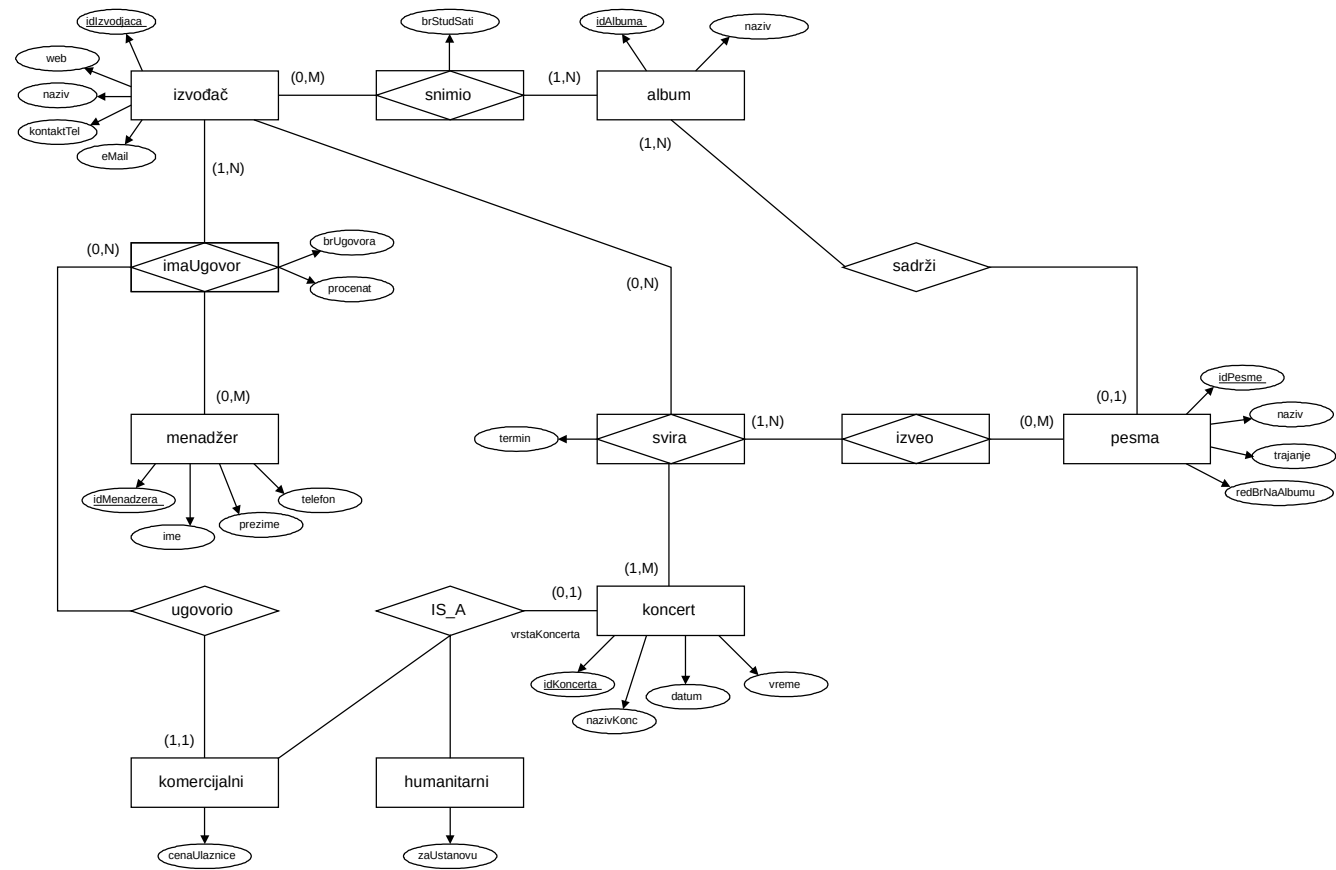 idIzvodjaca
brStudSati
idAlbuma
naziv
web
(0,M)
(1,N)
naziv
izvođač
snimio
album
kontaktTel
eMail
(1,N)
(1,N)
(0,N)
brUgovora
imaUgovor
sadrži
procenat
(0,N)
idPesme
(0,M)
(0,1)
naziv
(1,N)
(0,M)
menadžer
termin
svira
izveo
pesma
trajanje
idMenadzera
telefon
redBrNaAlbumu
prezime
ime
(1,M)
(0,1)
ugovorio
IS_A
koncert
vrstaKoncerta
idKoncerta
datum
vreme
nazivKonc
(1,1)
komercijalni
humanitarni
cenaUlaznice
zaUstanovu